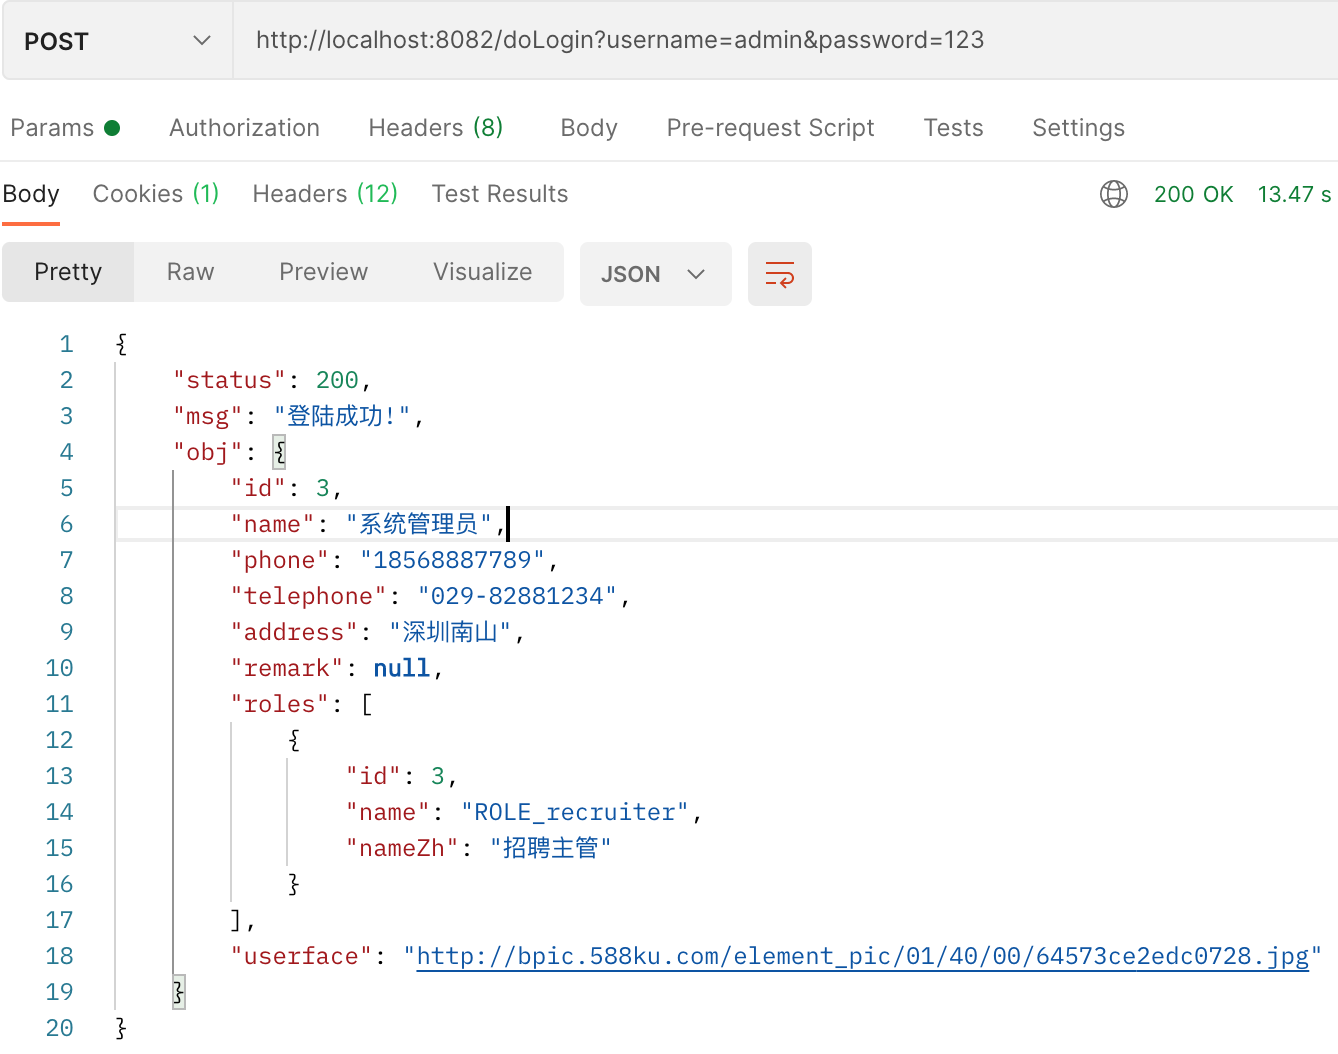 POST http://localhost:8082/doLogin?username=admin&password=123
Params Authorization Headers (8) Body Pre-request Script Tests Settings
Body Cookies (1) Headers (12) Test Results 200 OK 13.47 s
Pretty Raw Preview Visualize JSON
1 {
2 "status": 200,
3 "msg": "登陆成功!",
4 "obj": {
5 "id": 3,
6 "name": "系统管理员",
7 "phone": "18568887789",
8 "telephone": "029-82881234",
9 "address": "深圳南山",
10 "remark": null,
11 "roles": [
12 {
13 "id": 3,
14 "name": "ROLE_recruiter",
15 "nameZh": "招聘主管"
16 }
17 ],
18 "userface": "http://bpic.588ku.com/element_pic/01/40/00/64573ce2edc0728.jpg"
19 }
20 }